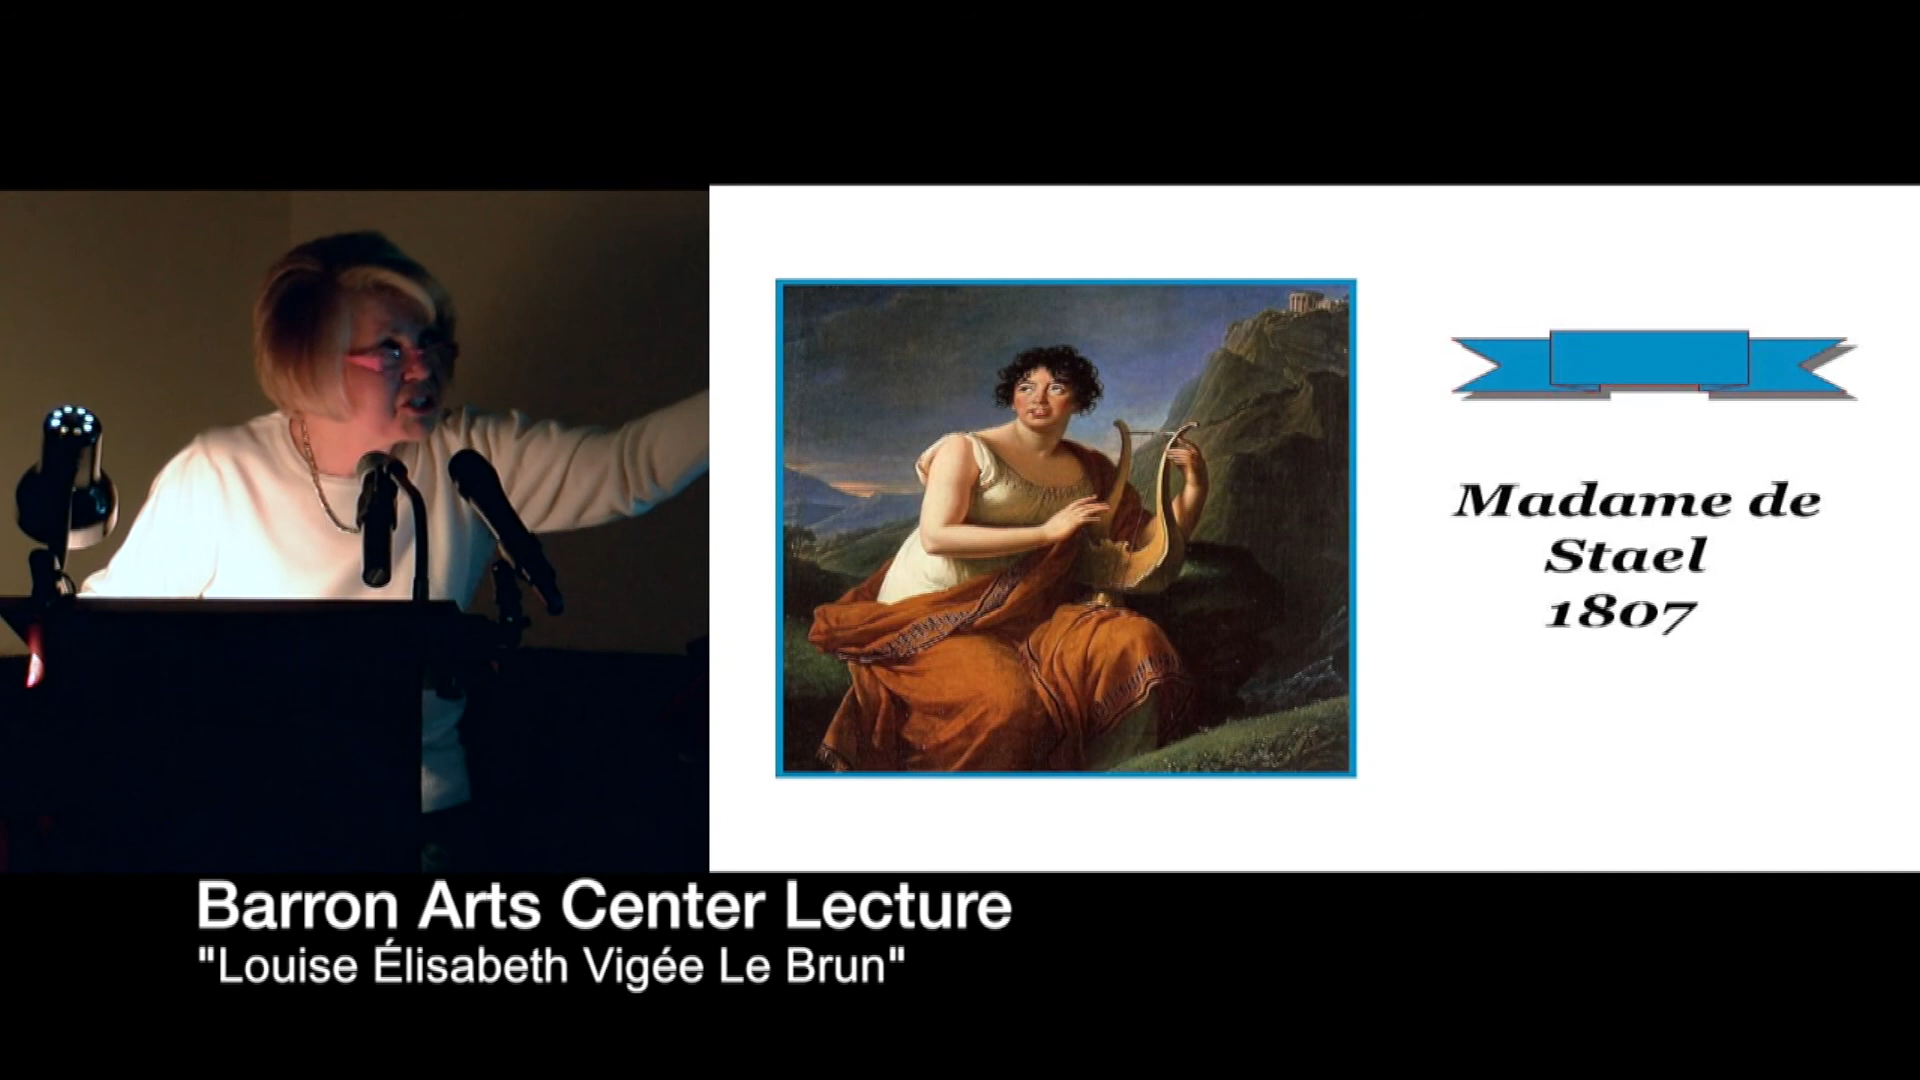 Madame de
Stael
1807
Barron Arts Center Lecture
"Louise Élisabeth Vigée Le Brun"